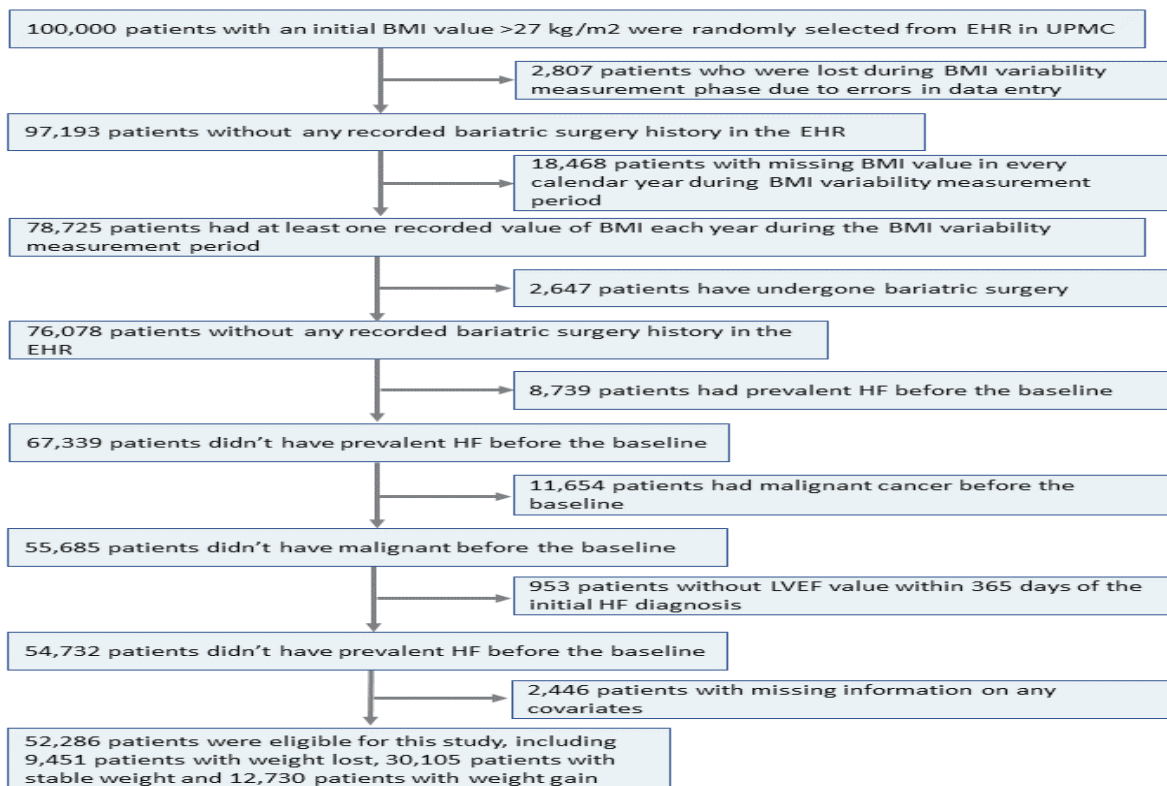 100,000 patients with an initial BMI value >27 kg/m2 were randomly selected from EHR in UPMC
2,807 patients who were lost during BMI variability
measurement phase due to errors in data entry
97,193 patients without any recorded bariatric surgery history in the EHR
18,468 patients with missing BMI value in every
calendar year during BMI variability measurement
period
78,725 patients had at least one recorded value of BMI each year during the BMI variability
measurement period
2,647 patients have undergone bariatric surgery
76,078 patients without any recorded bariatric surgery history in the
EHR
8,739 patients had prevalent HF before the baseline
67,339 patients didn’t have prevalent HF before the baseline
11,654 patients had malignant cancer before the
baseline
55,685 patients didn’t have malignant before the baseline
953 patients without LVEF value within 365 days of the
initial HF diagnosis
54,732 patients didn’t have prevalent HF before the baseline
2,446 patients with missing information on any
covariates
52,286 patients were eligible for this study, including
9,451 patients with weight lost, 30,105 patients with
stable weight and 12,730 patients with weight gain